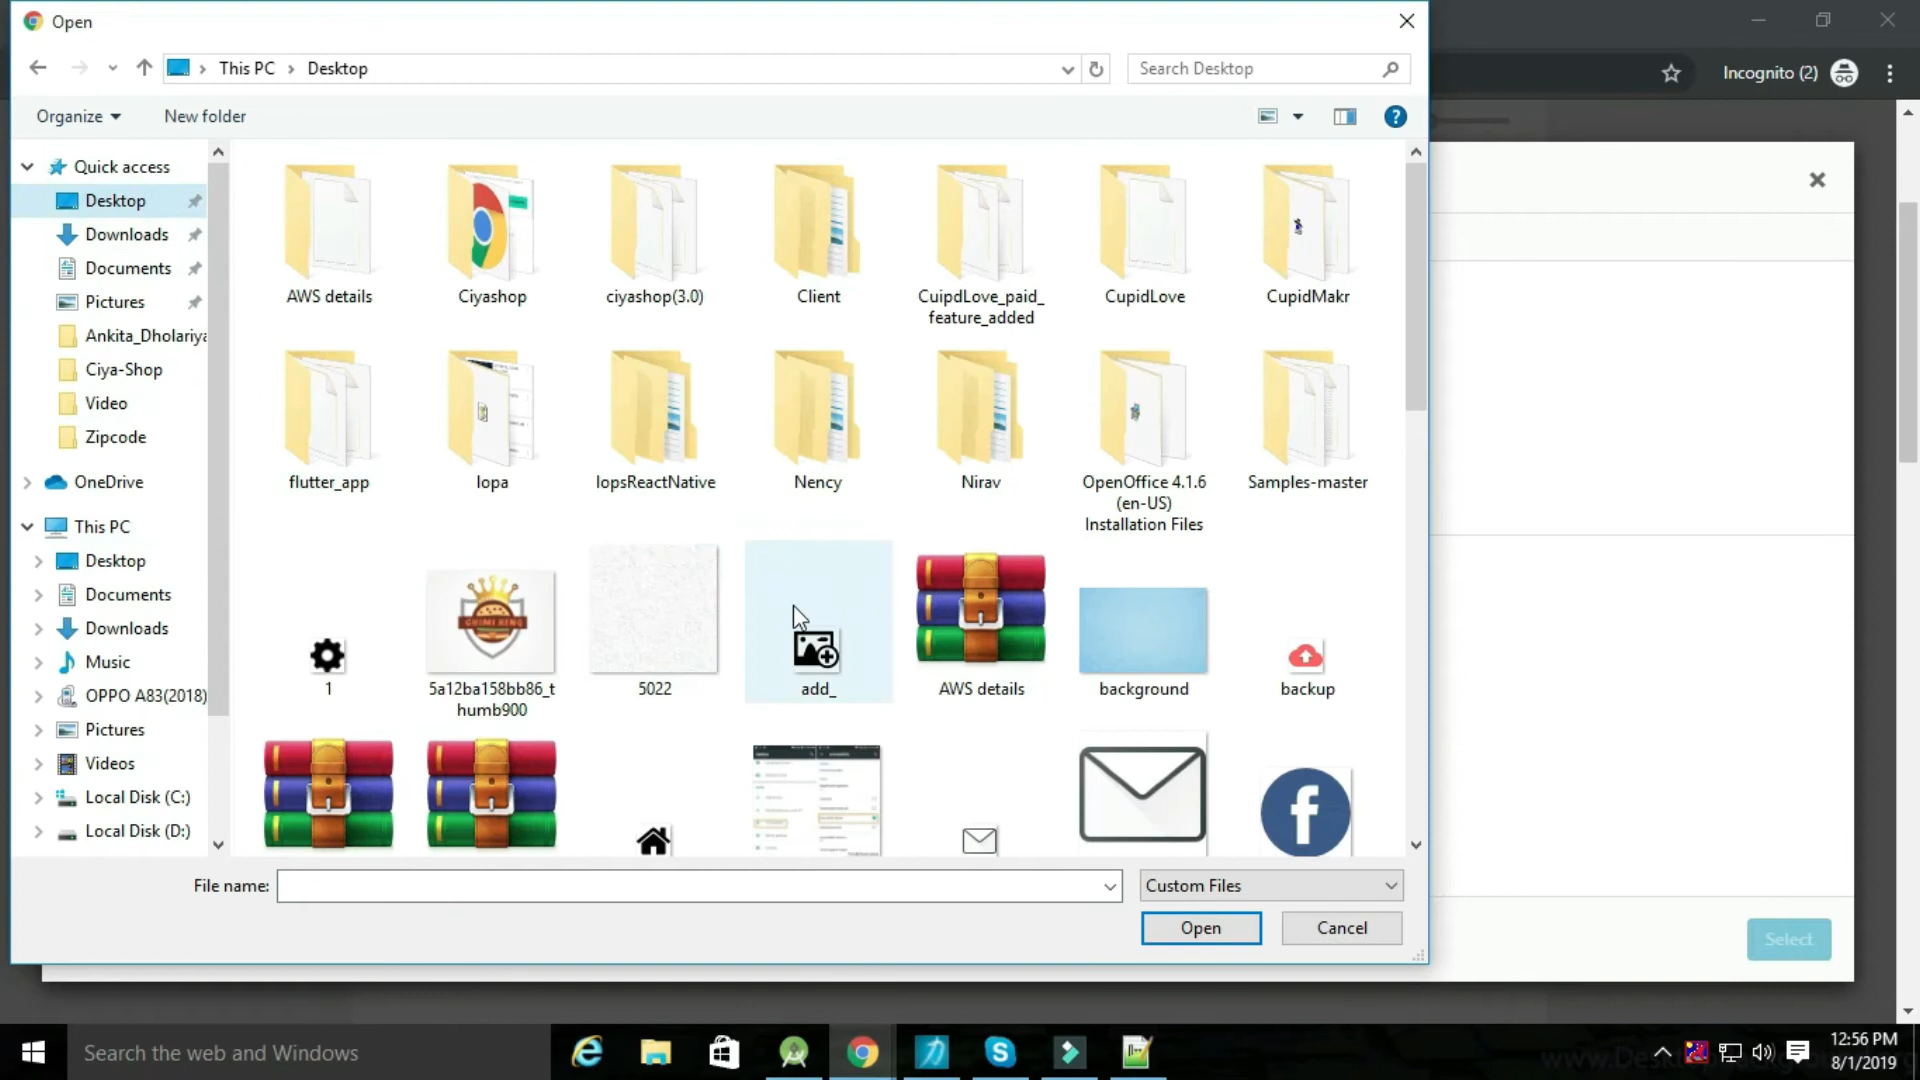 Open
This PC
Desktop
Search Desktop
Incognito (2)
Organize
New folder
Quick access
Desktop
Downloads
Documents
Pictures
Ankita_Dholariya
Ciya-Shop
Video
Zipcode
OneDrive
This PC
Desktop
Documents
Downloads
Music
OPPO A83(2018)
Pictures
Videos
Local Disk (C:)
Local Disk (D:)
AWS details
Ciyashop
ciyashop(3.0)
Client
CuipdLove_paid_
feature_added
CupidLove
CupidMakr
flutter_app
lopa
lopsReactNative
Nency
Nirav
OpenOffice 4.1.6
(en-US)
Installation Files
Samples-master
1
5a12ba158bb86_t
humb900
5022
add_
AWS details
background
backup
File name:
Custom Files
Open
Cancel
Select
Search the web and Windows
12:56 PM
8/1/2019